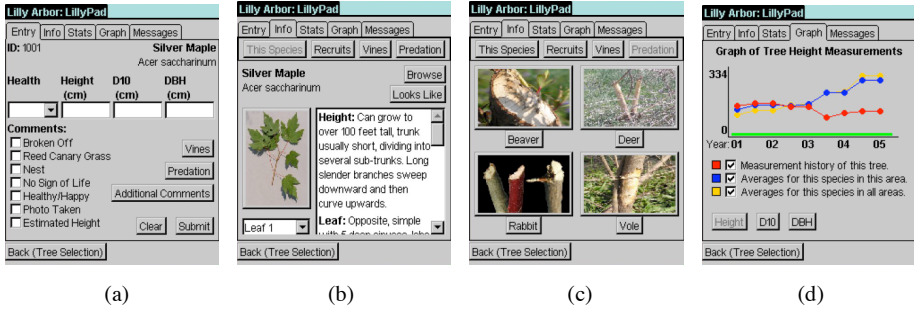 Lilly Arbor: LillyPad
Entry Info Stats Graph Messages
ID: 1001 Silver Maple
Acer saccharinum
Health Height (cm) D10 (cm) DBH (cm)
Comments:
Broken Off
Reed Canary Grass
Nest
No Sign of Life
Healthy/Happy
Photo Taken
Estimated Height
Vines
Predation
Additional Comments
Clear Submit
Back (Tree Selection)
(a)
Lilly Arbor: LillyPad
Entry Info Stats Graph Messages
This Species Recruits Vines Predation
Silver Maple
Acer saccharinum
Browse
Looks Like
Height: Can grow to
over 100 feet tall, trunk
usually short, dividing into
several sub-trunks. Long
slender branches sweep
downward and then
curve upwards.
Leaf: Opposite, simple
with 5 deep sinuses, lobe
Leaf 1
Back (Tree Selection)
(b)
Lilly Arbor: LillyPad
Entry Info Stats Graph Messages
This Species Recruits Vines Predation
Beaver Deer
Rabbit Vole
Back (Tree Selection)
(c)
Lilly Arbor: LillyPad
Entry Info Stats Graph Messages
Graph of Tree Height Measurements
334
0
Year: 01 02 03 04 05
Measurement history of this tree.
Averages for this species in this area.
Averages for this species in all areas.
Height D10 DBH
Back (Tree Selection)
(d)